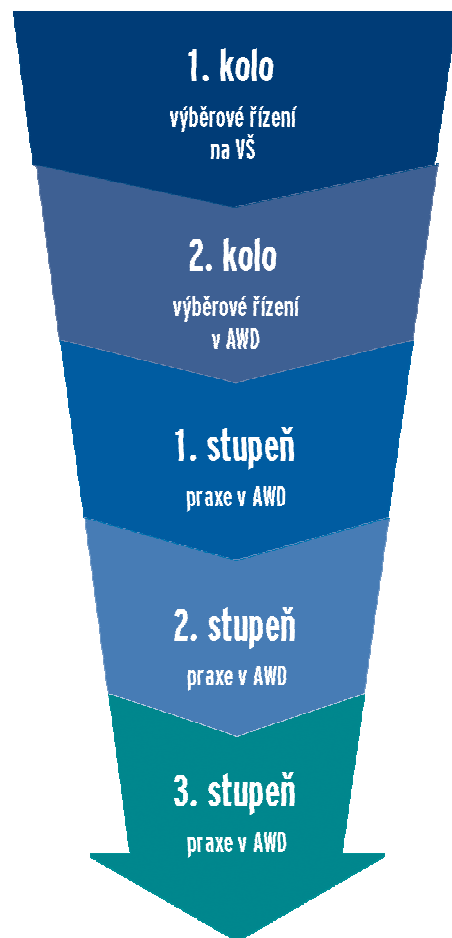 1. kolo
výběrové řízení
na VŠ
2. kolo
výběrové řízení
v AWD
1. stupeň
praxe v AWD
2. stupeň
praxe v AWD
3. stupeň
praxe v AWD